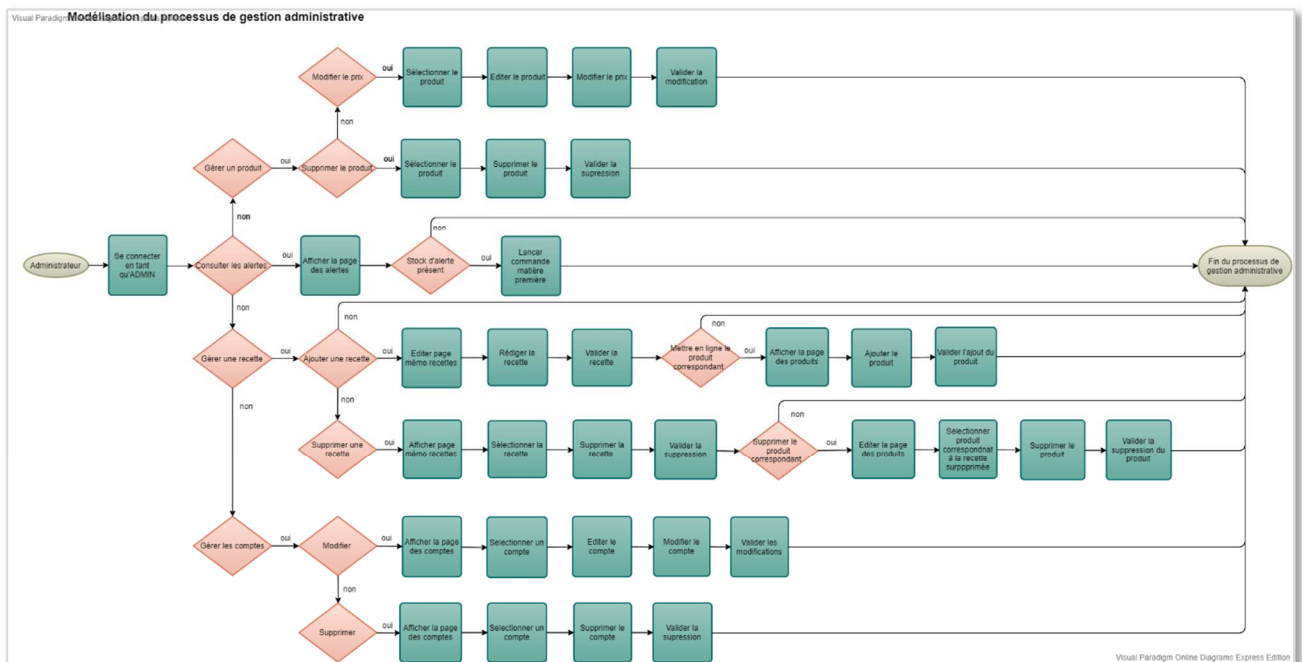 Modélisation du processus de gestion administrative
Visual Paradigm
Modifier le prix
oui
Sélectionner le
produit
Editer le produit
Modifier le prix
Valider la
modification
non
Gérer un produit
oui
Supprimer le produit
oui
Sélectionner le
produit
Supprimer le
produit
Valider la
supression
non
non
Administrateur
Se connecter
en tant
qu'ADMIN
Consulter les alertes
oui
Afficher la page
des alertes
Stock d'alerte
présent
oui
Lancer
commande
matière
première
Fin du processus de
gestion administrative
non
non
non
Gérer une recette
oui
Ajouter une recette
oui
Editer page
mémo recettes
Rédiger la
recette
Valider la
recette
Mettre en ligne le
produit
correspondant
oui
Afficher la page
des produits
Ajouter le
produit
Valider l'ajout du
produit
non
non
non
Supprimer une
recette
oui
Afficher page
mémo recettes
Sélectionner la
recette
Supprimer la
recette
Valider la
suppression
Supprimer le
produit
correspondant
oui
Editer la page
des produits
Selectionner
produit
correspondnat
à la recette
surppprimée
Supprimer le
produit
Valider la
suppression du
produit
Gérer les comptes
oui
Modifier
oui
Afficher la page
des comptes
Selectionner un
compte
Editer le
compte
Modifier le
compte
Valider les
modifications
non
Supprimer
oui
Afficher la page
des comptes
Selectionner un
compte
Supprimer le
compte
Valider la
supression
Visual Paradigm Online Diagrams Express Edition